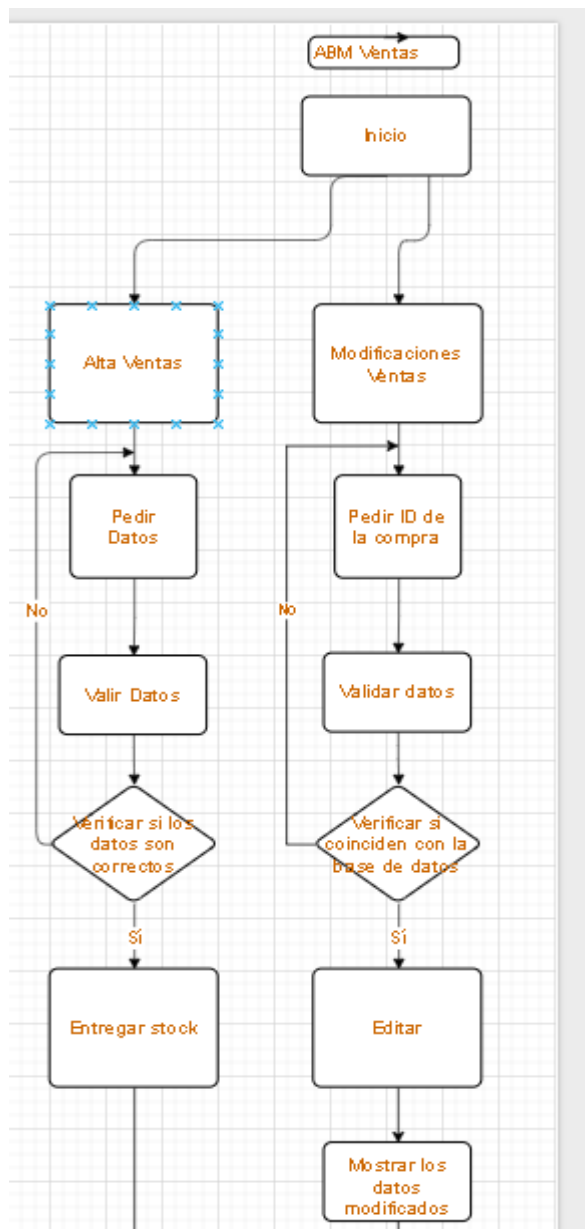 ABM Ventas
Inicio
Alta Ventas
Modificaciones
Ventas
Pedir
Datos
Pedir ID de
la compra
No
No
Valir Datos
Validar datos
Verificar si los
datos son
correctos
Verificar si
coinciden con la
base de datos
Sí
Sí
Entregar stock
Editar
Mostrar los
datos
modificados